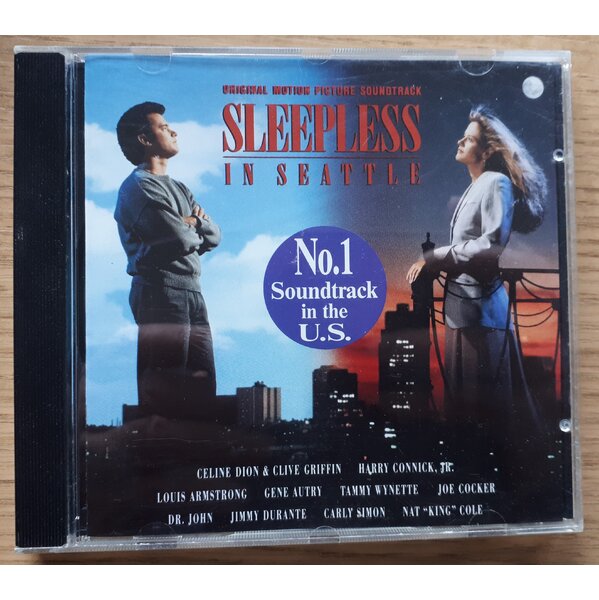 ORIGINAL MOTION PICTURE SOUNDTRACK
SLEEPLESS
IN SEATTLE
No.1
Soundtrack
in the
U.S.
CELINE DION & CLIVE GRIFFIN HARRY CONNICK, JR.
LOUIS ARMSTRONG GENE AUTRY TAMMY WYNETTE JOE COCKER
DR. JOHN JIMMY DURANTE CARLY SIMON NAT "KING" COLE